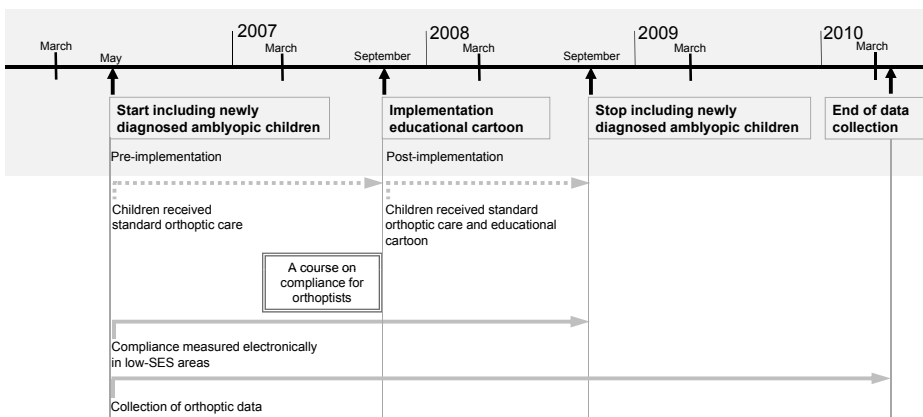 2007
2008
2009
2010
March
May
March
September
March
September
March
March
Start including newly
diagnosed amblyopic children
Implementation
educational cartoon
Stop including newly
diagnosed amblyopic children
End of data
collection
Pre-implementation
Post-implementation
Children received
standard orthoptic care
Children received standard
orthoptic care and educational
cartoon
A course on
compliance for
orthoptists
Compliance measured electronically
in low-SES areas
Collection of orthoptic data